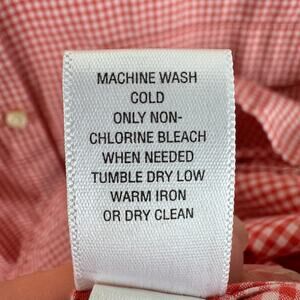 MACHINE WASH
COLD
ONLY NON-
CHLORINE BLEACH
WHEN NEEDED
TUMBLE DRY LOW
WARM IRON
OR DRY CLEAN